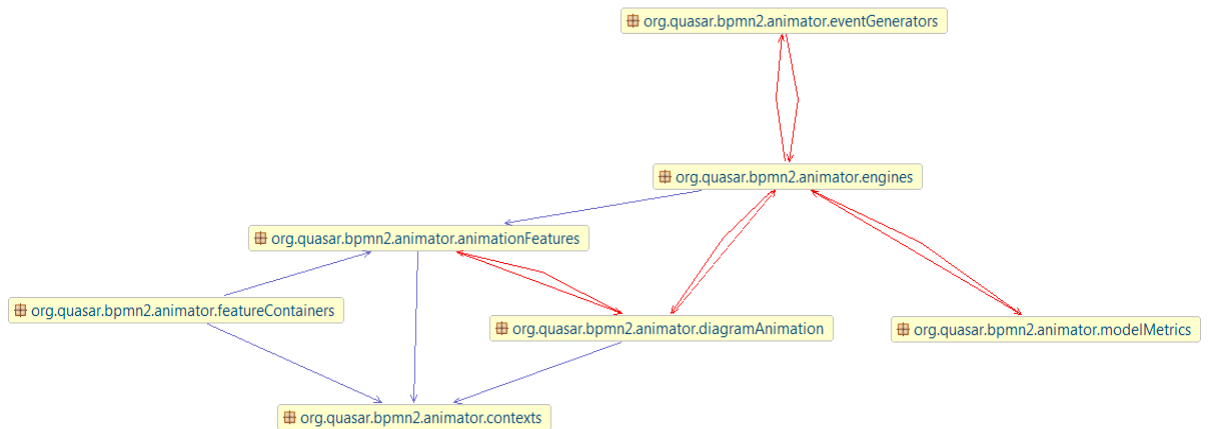 org.quasar.bpmn2.animator.eventGenerators
org.quasar.bpmn2.animator.engines
org.quasar.bpmn2.animator.animationFeatures
org.quasar.bpmn2.animator.featureContainers
org.quasar.bpmn2.animator.diagramAnimation
org.quasar.bpmn2.animator.modelMetrics
org.quasar.bpmn2.animator.contexts